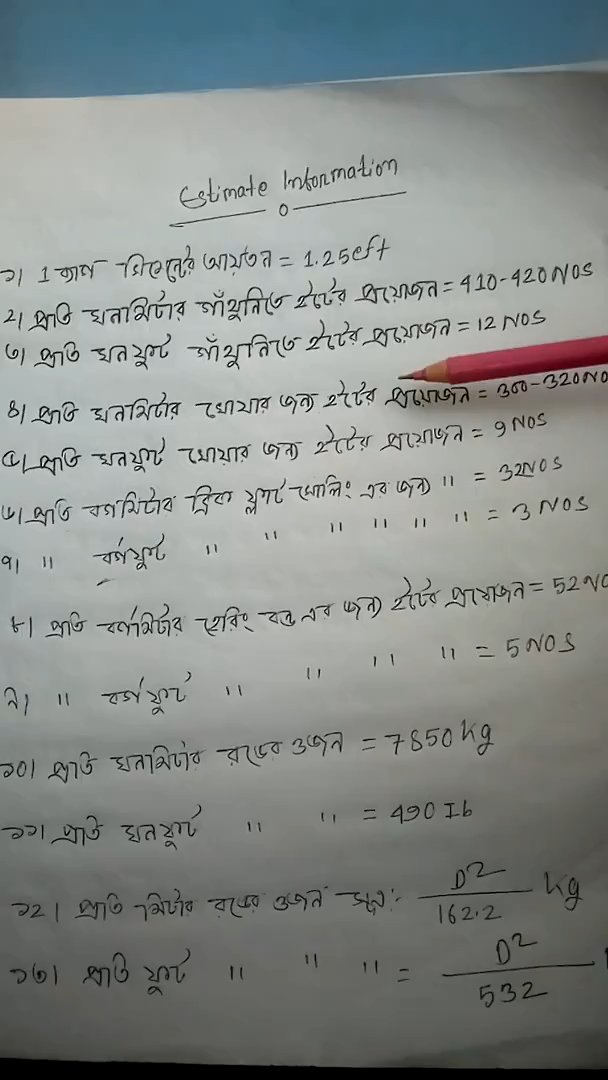 Estimate Information
১। 1 ব্যাগ সিমেন্টের আয়তন = 1.25 cft
২। প্রতি ঘনমিটার গাঁথুনিতে ইটের প্রয়োজন = 410-420 NOS
৩। প্রতি ঘনফুট গাঁথুনিতে ইটের প্রয়োজন = 12 NOS
৪। প্রতি ঘনমিটার খোয়ার জন্য ইটের প্রয়োজন = 300-320 NO
৫। প্রতি ঘনফুট খোয়ার জন্য ইটের প্রয়োজন = 9 NOS
৬। প্রতি বর্গমিটার ব্রিক ফ্লাট সোলিং এর জন্য " = 32 NOS
৭। " বর্গফুট " " " " " " = 3 NOS
৮। প্রতি বর্গমিটার হেরিং বন্ড এর জন্য ইটের প্রয়োজন = 52 NO
৯। " বর্গফুট " " " " = 5 NOS
১০। প্রতি ঘনমিটার রডের ওজন = 7850 kg
১১। প্রতি ঘনফুট " " = 490 Ib
১২। প্রতি মিটার রডের ওজন সূত্র:- D²/162.2 kg
১৩। প্রতি ফুট " " " = D²/532